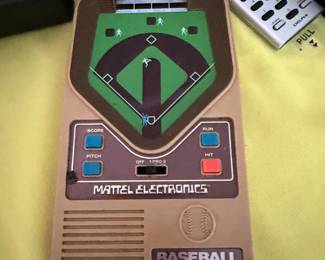 SCORE
RUN
PITCH
OFF 1 PRO 2
HIT
MATTEL ELECTRONICS
BASEBALL
PULL